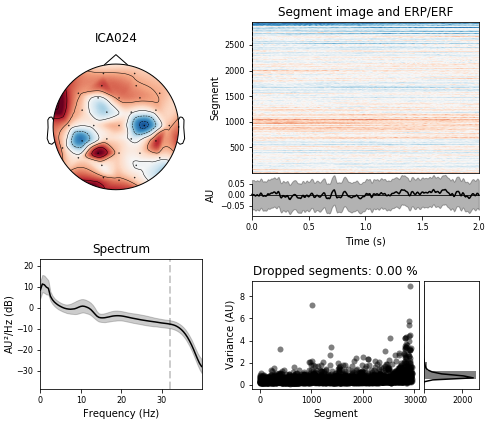 ICA024
Segment image and ERP/ERF
Segment
2500
2000
1500
1000
500
AU
0.05
0.00
−0.05
0.0 0.5 1.0 1.5 2.0
Time (s)
Spectrum
AU²/Hz (dB)
20
10
0
−10
−20
−30
0 10 20 30
Frequency (Hz)
Dropped segments: 0.00 %
Variance (AU)
8
6
4
2
0
0 1000 2000 3000
Segment
0 2000